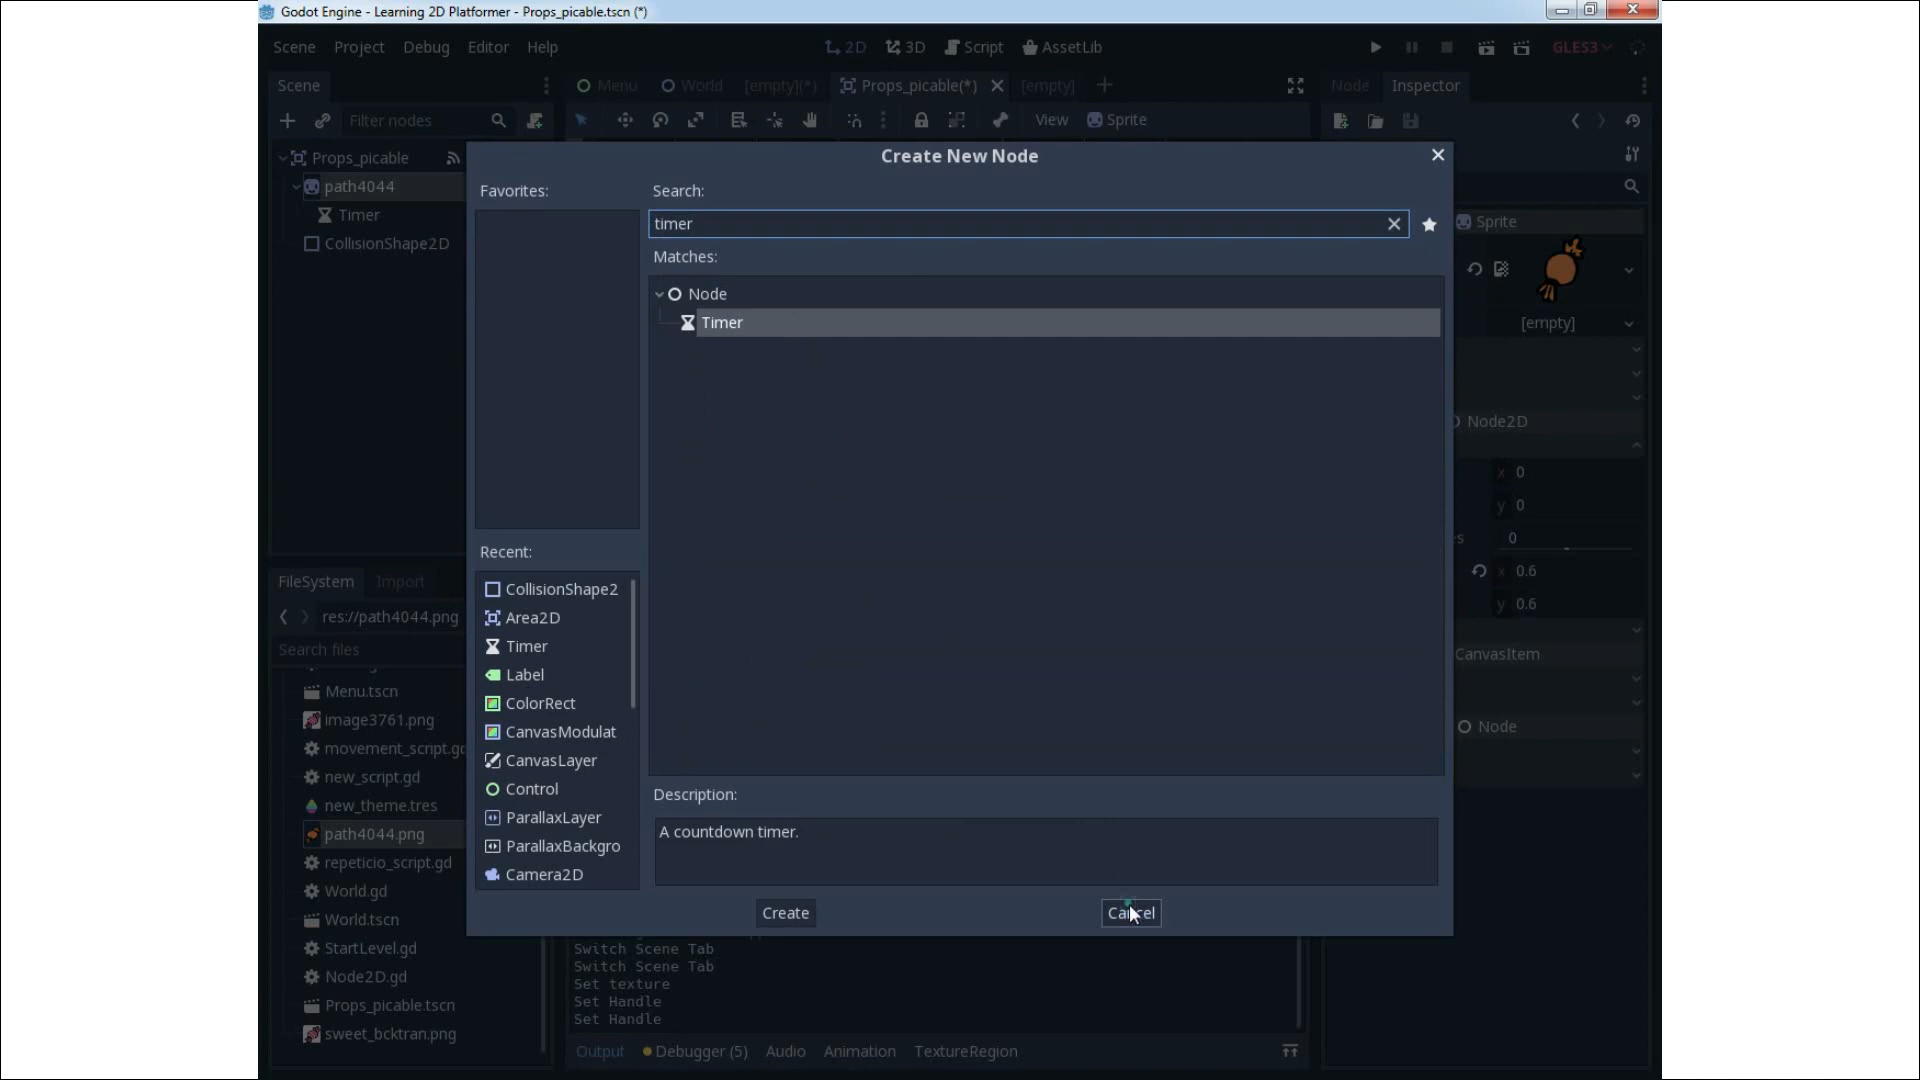 Godot Engine - Learning 2D Platformer - Props_picable.tscn (*)
Scene Project Debug Editor Help
2D 3D Script AssetLib
GLES3
Scene
Menu World [empty](*) Props_picable(*) [empty]
Node Inspector
Filter nodes
View Sprite
Props_picable
path4044
Timer
CollisionShape2D
Create New Node
Favorites:
Search:
timer
Matches:
Node
Timer
Recent:
CollisionShape2
Area2D
Timer
Label
ColorRect
CanvasModulat
CanvasLayer
Control
ParallaxLayer
ParallaxBackgro
Camera2D
Description:
A countdown timer.
Create
Cancel
Sprite
[empty]
Node2D
x 0
y 0
s 0
x 0.6
y 0.6
CanvasItem
Node
FileSystem Import
res://path4044.png
Search files
Menu.tscn
image3761.png
movement_script.gd
new_script.gd
new_theme.tres
path4044.png
repeticio_script.gd
World.gd
World.tscn
StartLevel.gd
Node2D.gd
Props_picable.tscn
sweet_bcktran.png
Switch Scene Tab
Switch Scene Tab
Set texture
Set Handle
Set Handle
Output Debugger (5) Audio Animation TextureRegion